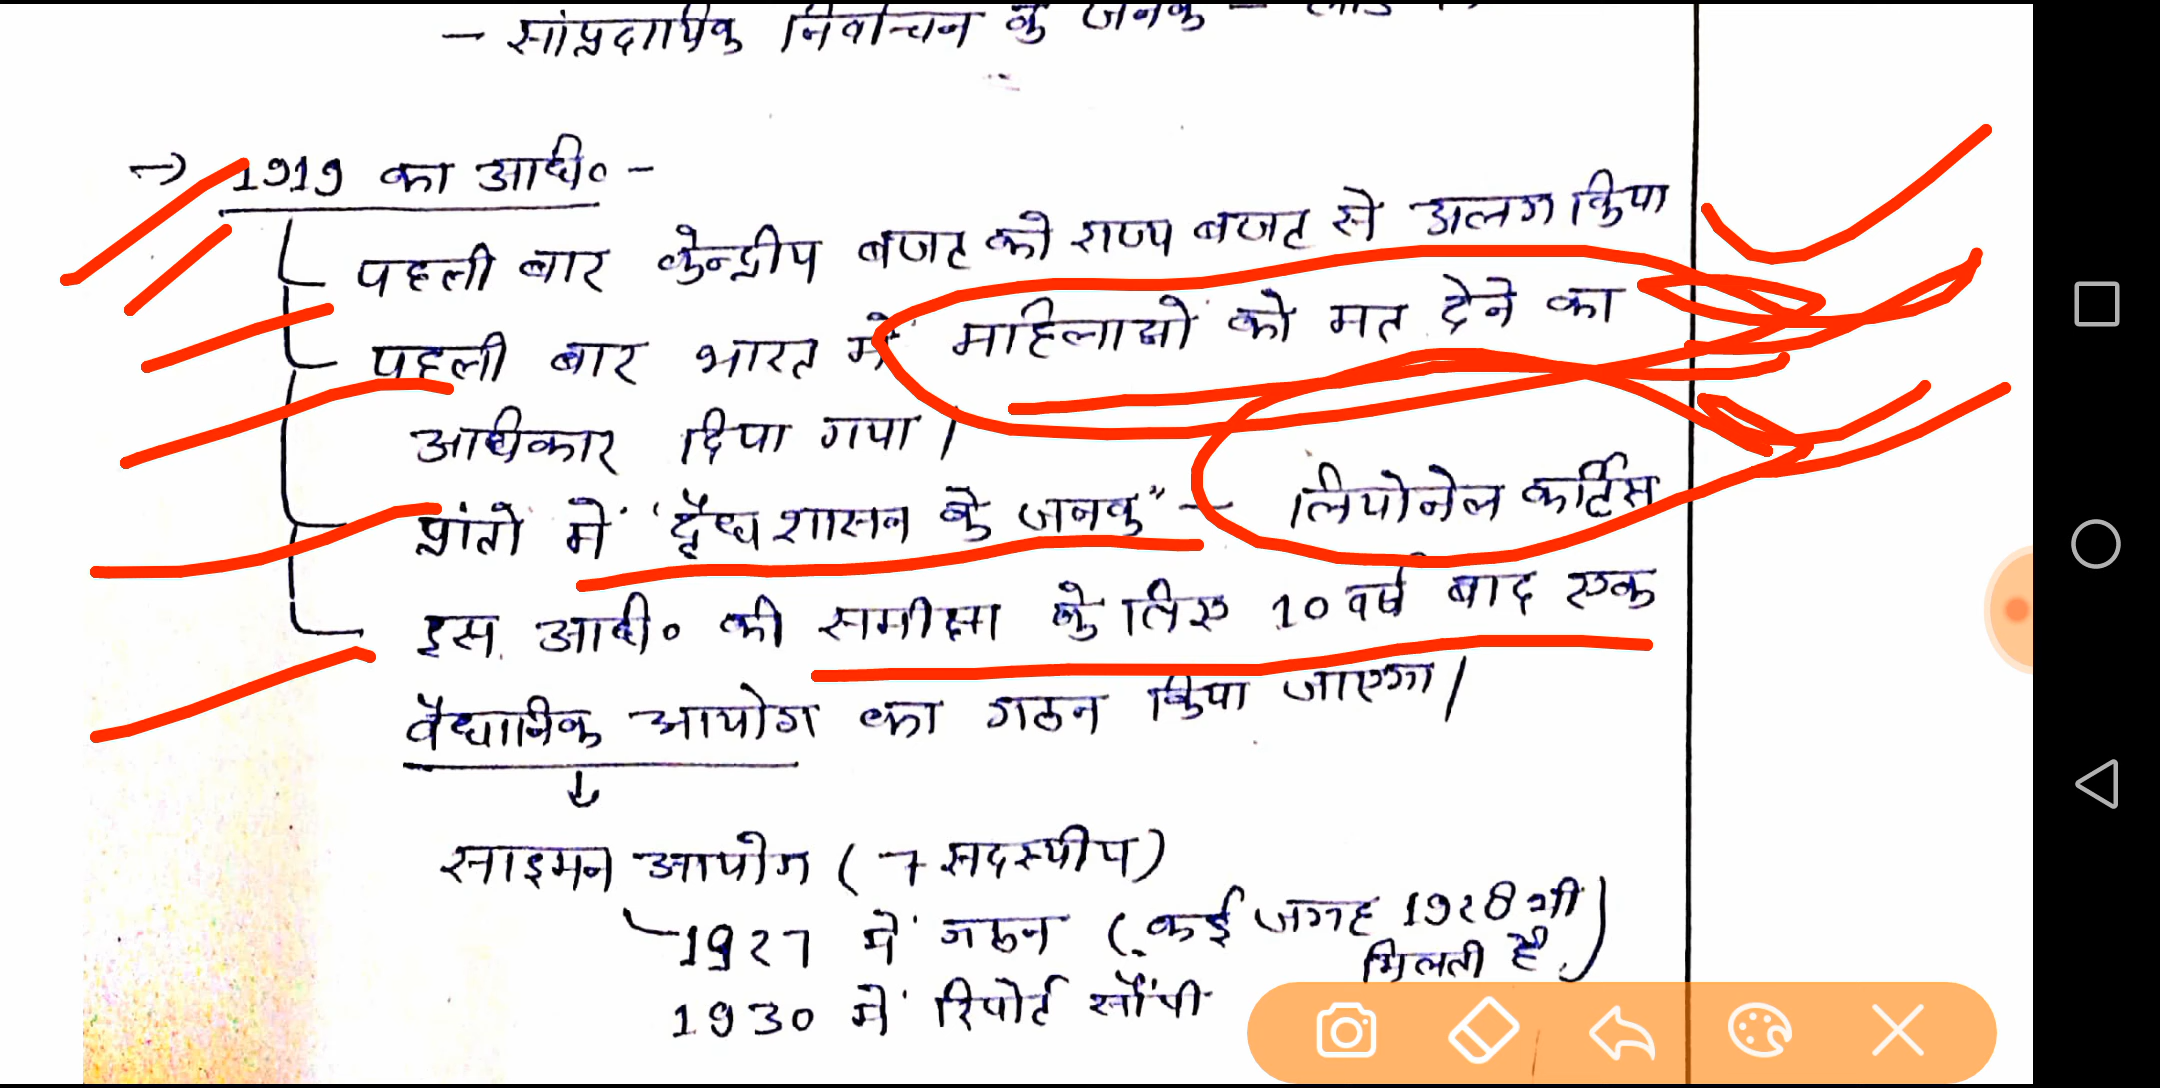 - सांप्रदायिक निर्वाचन के जनक -
→ 1919 का अधि० -
पहली बार केन्द्रीय बजट को राज्य बजट से अलग किया
पहली बार भारत में महिलाओ को मत देने का
अधिकार दिया गया।
प्रांतो में "द्वैध शासन के जनक" - लियोनेल कर्टिस
इस अधि० की समीक्षा के लिए 10 वर्ष बाद एक
वैधानिक आयोग का गठन किया जाएगा।
↓
साइमन आयोग ( 7 सदस्यीय)
1927 में गठन (कई जगह 1928 भी
मिलती है.)
1930 में रिपोर्ट सौंपी